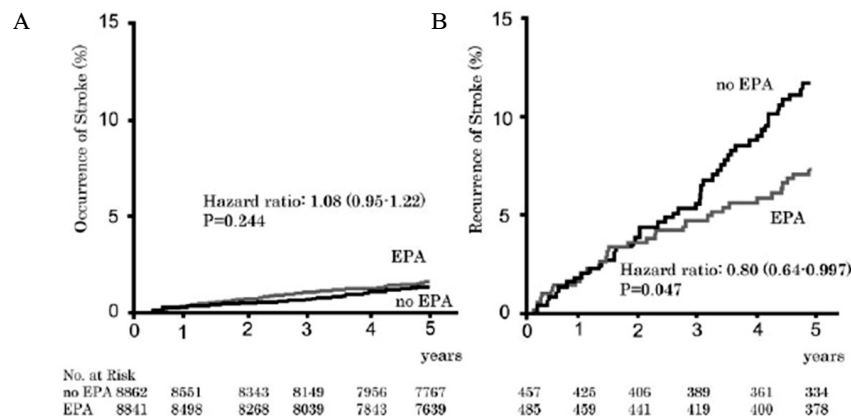 A
B
15
10
5
0
Occurrence of Stroke (%)
Hazard ratio: 1.08 (0.95-1.22)
P=0.244
EPA
no EPA
0 1 2 3 4 5
years
15
10
5
0
Recurrence of Stroke (%)
no EPA
EPA
Hazard ratio: 0.80 (0.64-0.997)
P=0.047
0 1 2 3 4 5
years
No. at Risk
no EPA 8862 8551 8343 8149 7956 7767 457 425 406 389 361 334
EPA 8841 8498 8268 8039 7843 7639 485 459 441 419 400 378